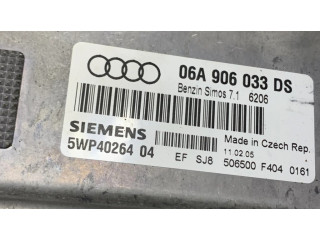 06A 906 033 DS
Benzin Simos 7.1 6206
SIEMENS
5WP40264 04
Made in Czech Rep.
11.02.05
EF SJ8 506500 F404 0161